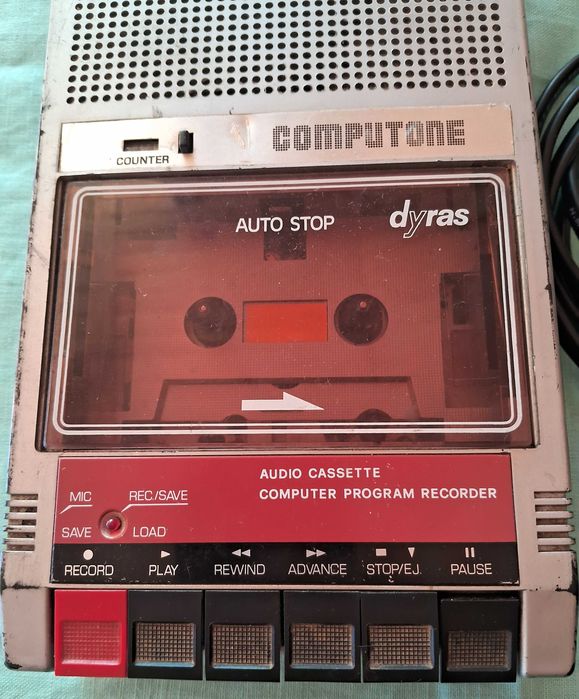 COMPUTONE
COUNTER
AUTO STOP
dyras
AUDIO CASSETTE
COMPUTER PROGRAM RECORDER
MIC
REC./SAVE
SAVE
LOAD
RECORD
PLAY
REWIND
ADVANCE
STOP/EJ.
PAUSE